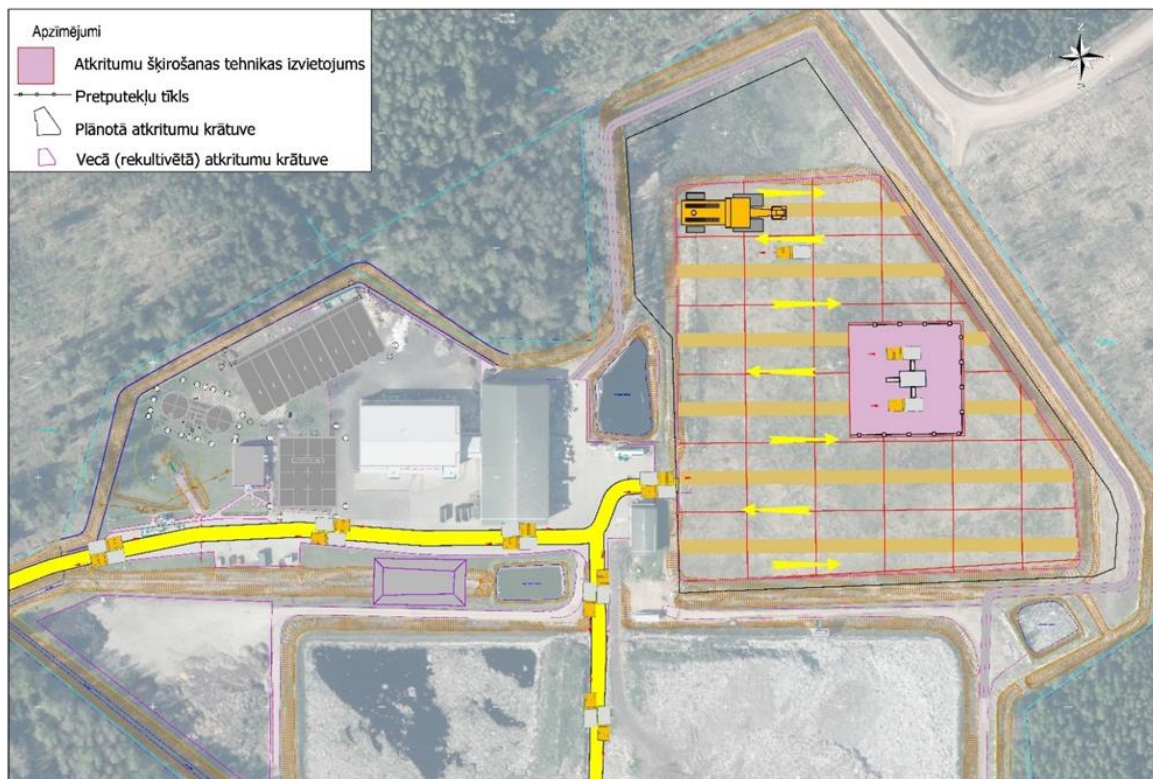 Apzīmējumi
Atkritumu šķirošanas tehnikas izvietojums
Pretputekļu tīkls
Plānotā atkritumu krātuve
Vecā (rekultivētā) atkritumu krātuve